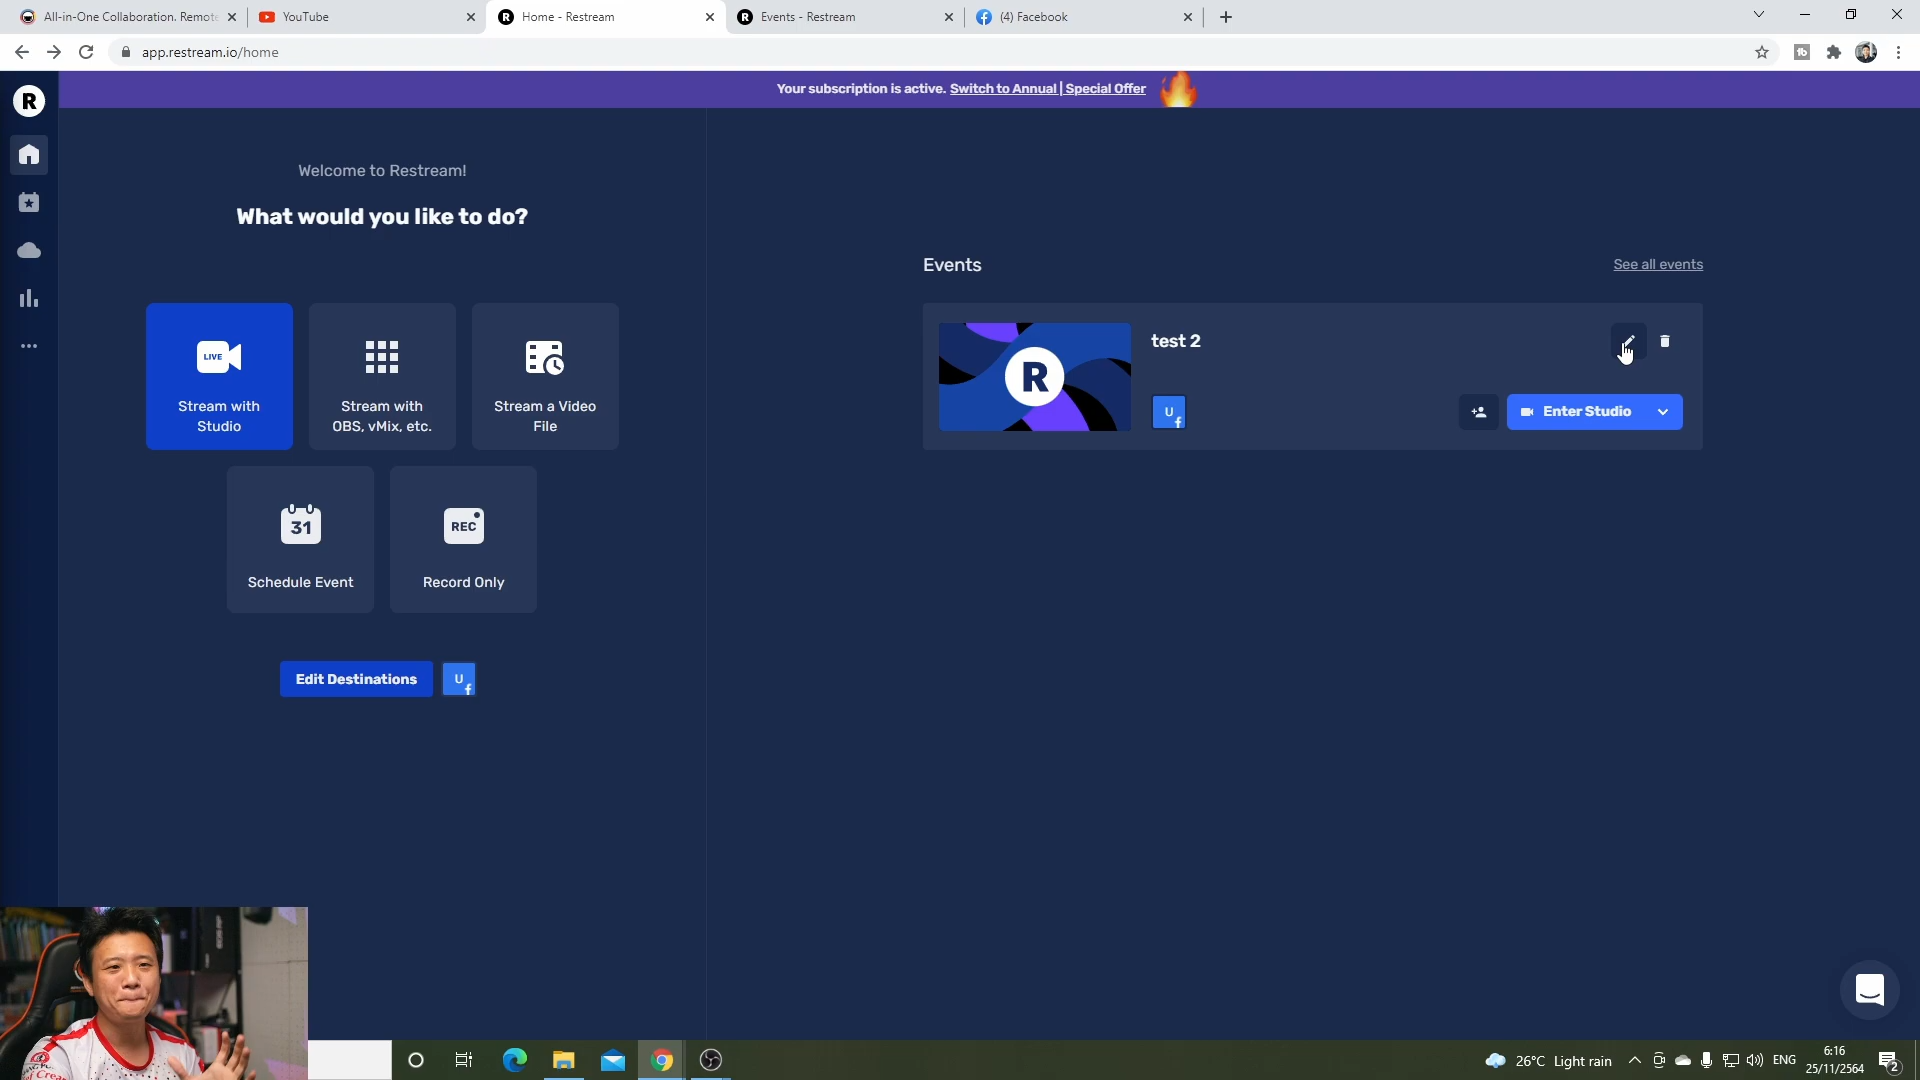 All-in-One Collaboration. Remot
YouTube
Home - Restream
Events - Restream
(4) Facebook
app.restream.io/home
Your subscription is active. Switch to Annual | Special Offer
R
Welcome to Restream!
What would you like to do?
LIVE
Stream with
Studio
Stream with
OBS, vMix, etc.
Stream a Video
File
31
Schedule Event
REC
Record Only
Edit Destinations
U
Events
See all events
R
test 2
U
Enter Studio
26°C Light rain
ENG
6:16
25/11/2564
2